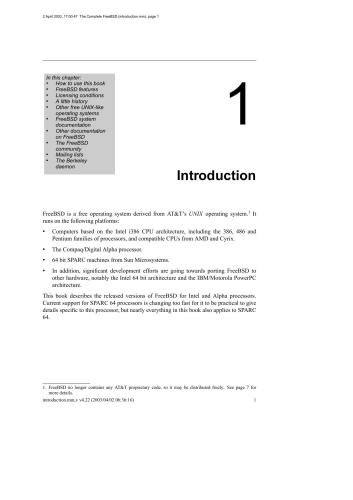 2 April 2003, 17:00:47 The Complete FreeBSD (introduction.mm), page 1
In this chapter:
• How to use this book
• FreeBSD features
• Licensing conditions
• A little history
• Other free UNIX-like
operating systems
• FreeBSD system
documentation
• Other documentation
on FreeBSD
• The FreeBSD
community
• Mailing lists
• The Berkeley
daemon
1
Introduction
FreeBSD is a free operating system derived from AT&T's UNIX operating system.1 It
runs on the following platforms:
• Computers based on the Intel i386 CPU architecture, including the 386, 486 and
Pentium families of processors, and compatible CPUs from AMD and Cyrix.
• The Compaq/Digital Alpha processor.
• 64 bit SPARC machines from Sun Microsystems.
• In addition, significant development efforts are going towards porting FreeBSD to
other hardware, notably the Intel 64 bit architecture and the IBM/Motorola PowerPC
architecture.
This book describes the released versions of FreeBSD for Intel and Alpha processors.
Current support for SPARC 64 processors is changing too fast for it to be practical to give
details specific to this processor, but nearly everything in this book also applies to SPARC
64.
1. FreeBSD no longer contains any AT&T proprietary code, so it may be distributed freely. See page 7 for
more details.
introduction.mm,v v4.22 (2003/04/02 06:36:16) 1